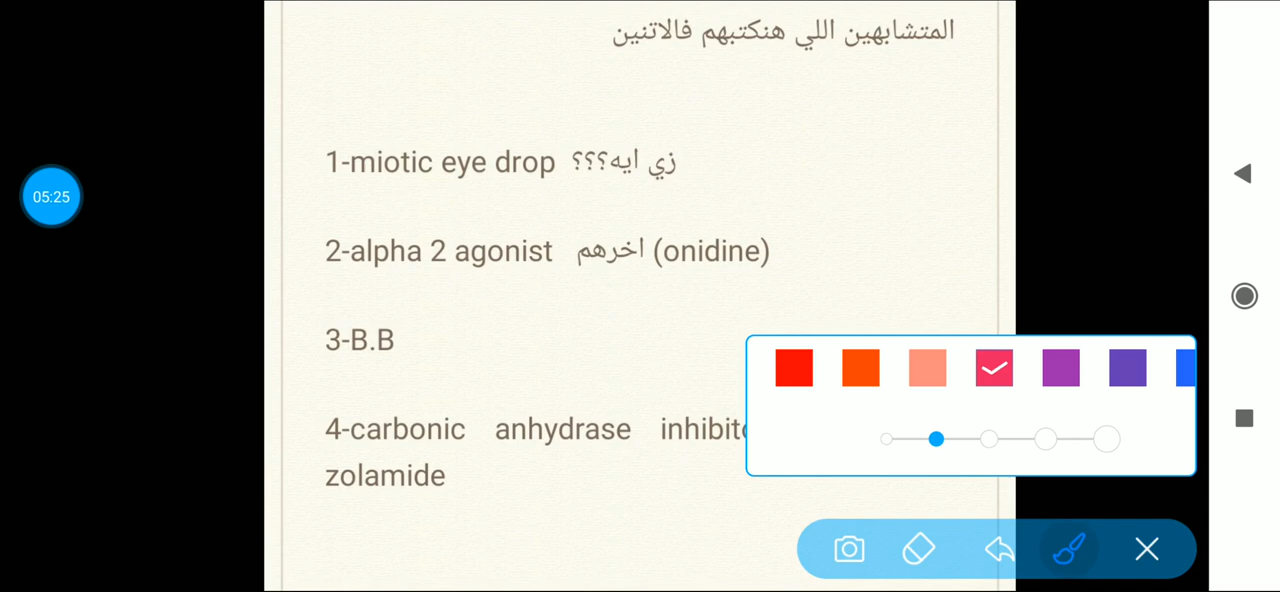 المتشابهين اللي هنكتبهم فالاتنين
05:25
1-miotic eye drop زي ايه؟؟؟
2-alpha 2 agonist اخرهم (onidine)
3-B.B
4-carbonic anhydrase
zolamide